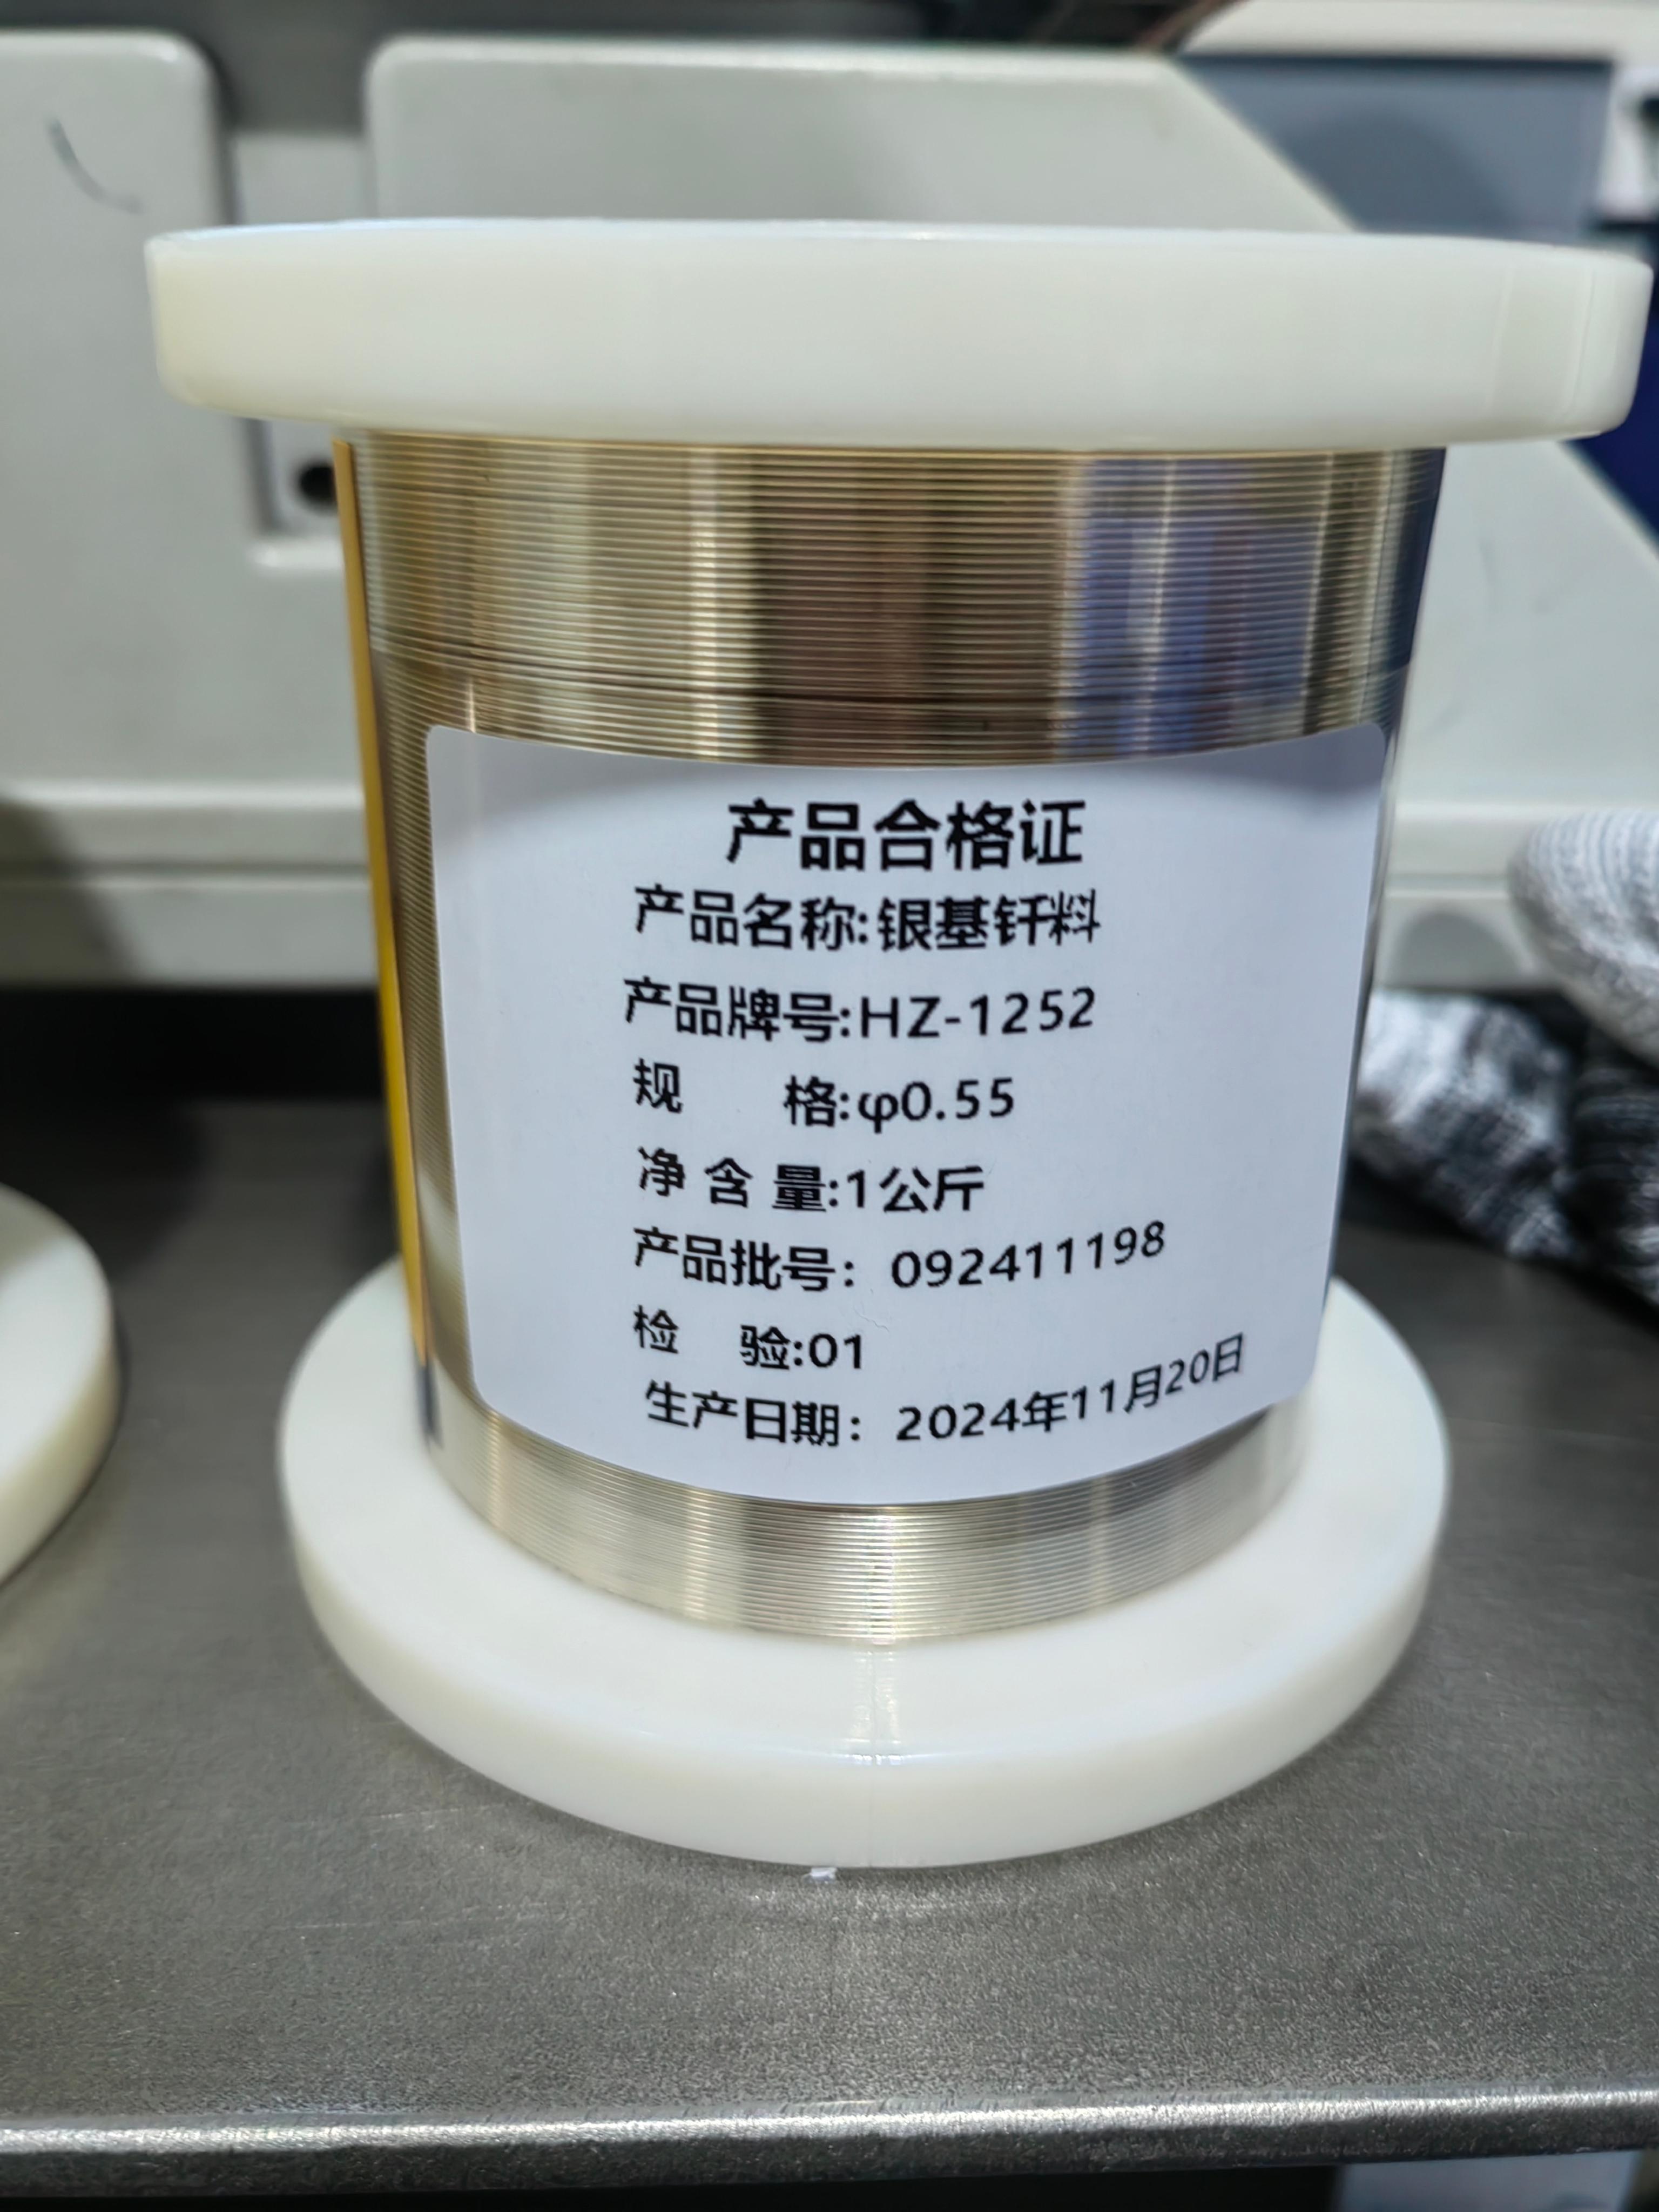 产品合格证
产品名称:银基钎料
产品牌号:HZ-1252
规 格:φ0.55
净含量:1公斤
产品批号：092411198
检 验:01
生产日期：2024年11月20日